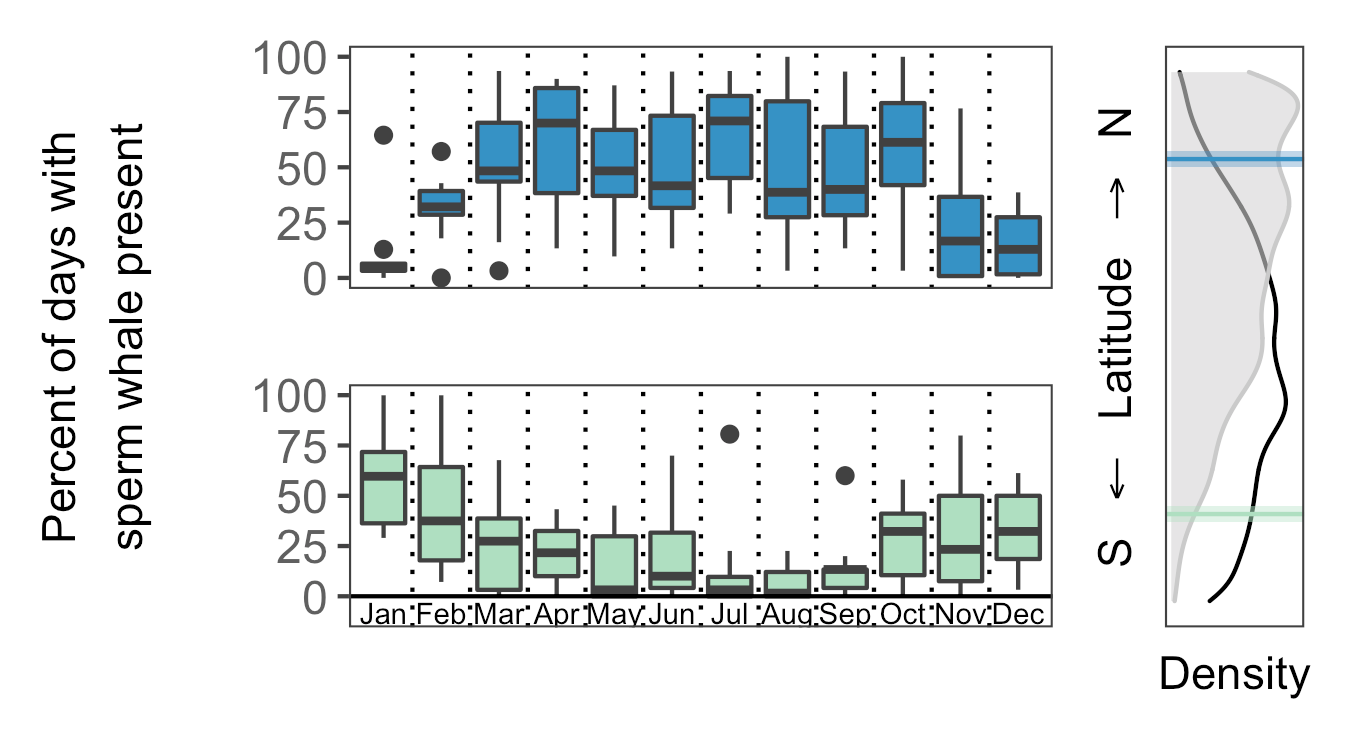 Percent of days with
sperm whale present
100
75
50
25
0
100
75
50
25
0
Jan Feb Mar Apr May Jun Jul Aug Sep Oct Nov Dec
S ← Latitude → N
Density